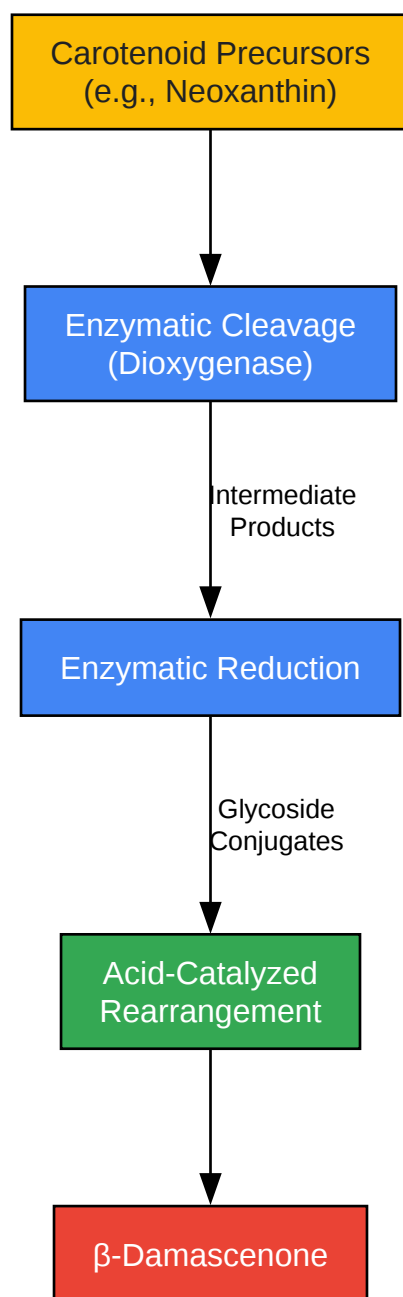 Carotenoid Precursors
(e.g., Neoxanthin)
Enzymatic Cleavage
(Dioxygenase)
Intermediate
Products
Enzymatic Reduction
Glycoside
Conjugates
Acid-Catalyzed
Rearrangement
β-Damascenone